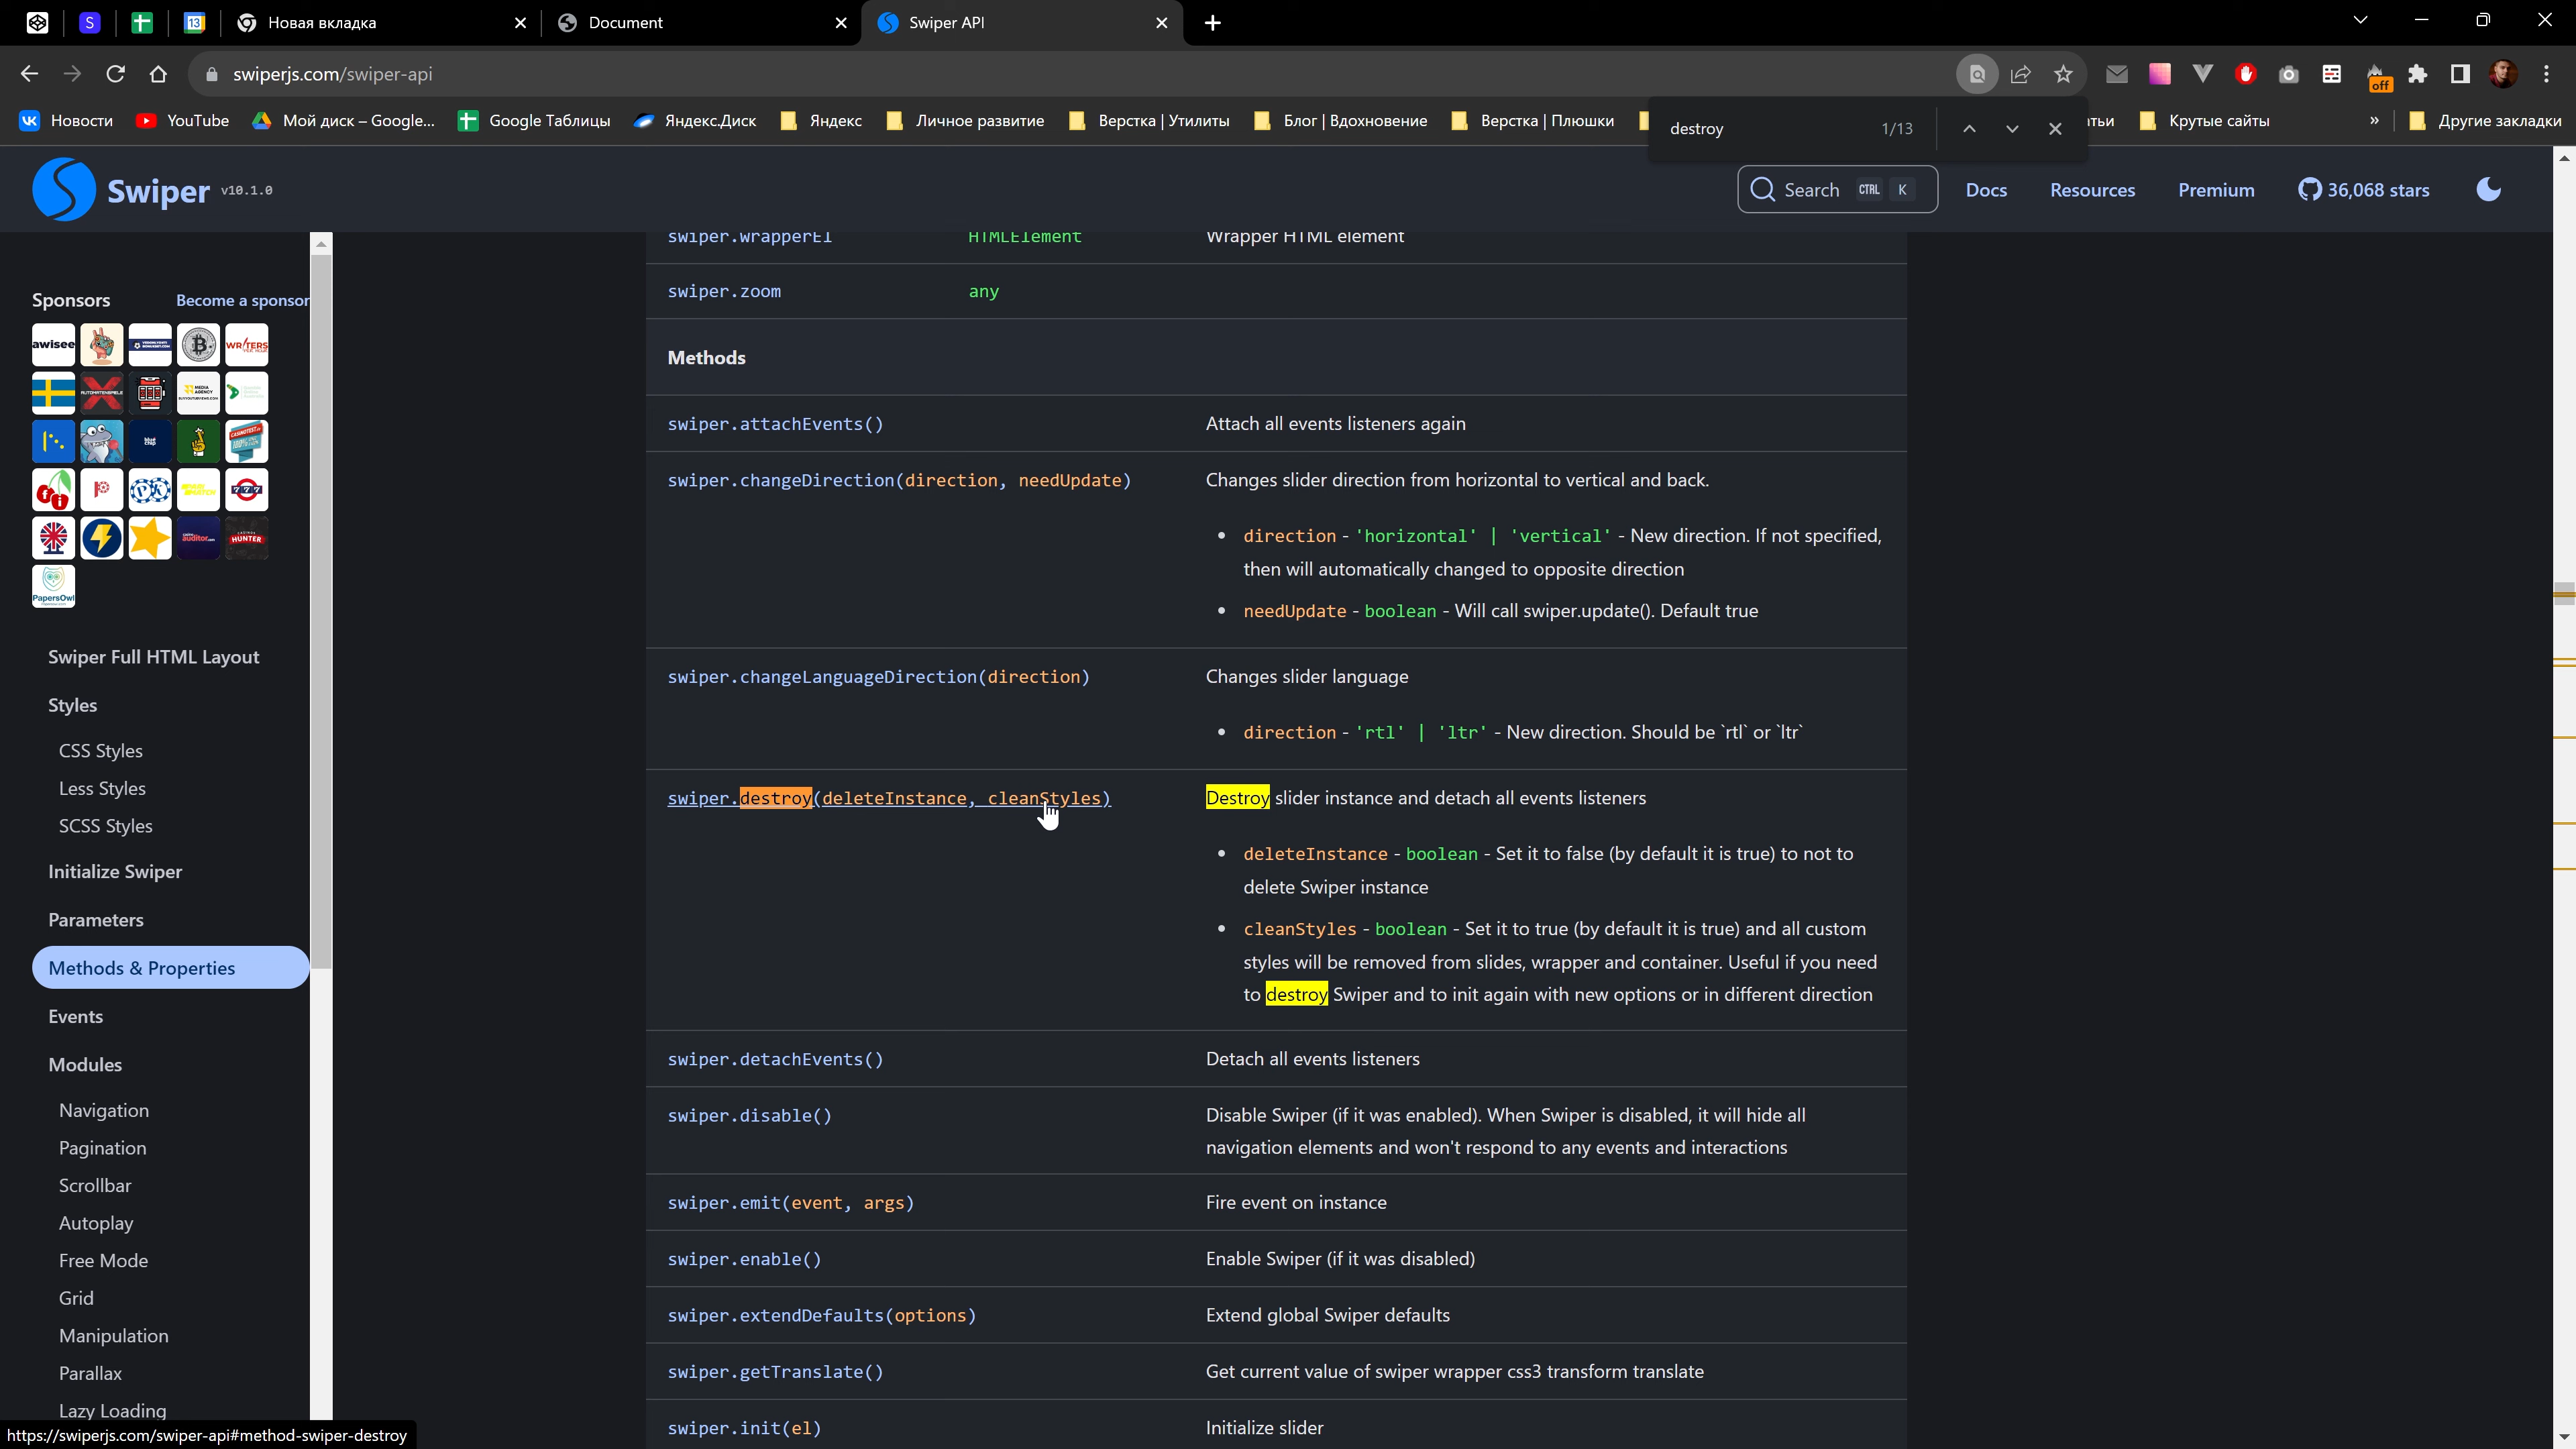 Новая вкладка
Document
Swiper API
swiperjs.com/swiper-api
off
Новости
YouTube
Мой диск – Google...
Google Таблицы
Яндекс.Диск
Яндекс
Личное развитие
Верстка | Утилиты
Блог | Вдохновение
Верстка | Плюшки
Крутые сайты
»
Другие закладки
destroy
1/13
Swiper v10.1.0
Search CTRL K
Docs
Resources
Premium
36,068 stars
Sponsors
Become a sponsor
awisee
PapersOwl
Swiper Full HTML Layout
Styles
CSS Styles
Less Styles
SCSS Styles
Initialize Swiper
Parameters
Methods & Properties
Events
Modules
Navigation
Pagination
Scrollbar
Autoplay
Free Mode
Grid
Manipulation
Parallax
Lazy Loading
https://swiperjs.com/swiper-api#method-swiper-destroy
swiper.wrapperEl HTMLElement Wrapper HTML element
swiper.zoom any
Methods
swiper.attachEvents() Attach all events listeners again
swiper.changeDirection(direction, needUpdate) Changes slider direction from horizontal to vertical and back.
direction - 'horizontal' | 'vertical' - New direction. If not specified,
then will automatically changed to opposite direction
needUpdate - boolean - Will call swiper.update(). Default true
swiper.changeLanguageDirection(direction) Changes slider language
direction - 'rtl' | 'ltr' - New direction. Should be `rtl` or `ltr`
swiper.destroy(deleteInstance, cleanStyles) Destroy slider instance and detach all events listeners
deleteInstance - boolean - Set it to false (by default it is true) to not to
delete Swiper instance
cleanStyles - boolean - Set it to true (by default it is true) and all custom
styles will be removed from slides, wrapper and container. Useful if you need
to destroy Swiper and to init again with new options or in different direction
swiper.detachEvents() Detach all events listeners
swiper.disable() Disable Swiper (if it was enabled). When Swiper is disabled, it will hide all
navigation elements and won't respond to any events and interactions
swiper.emit(event, args) Fire event on instance
swiper.enable() Enable Swiper (if it was disabled)
swiper.extendDefaults(options) Extend global Swiper defaults
swiper.getTranslate() Get current value of swiper wrapper css3 transform translate
swiper.init(el) Initialize slider